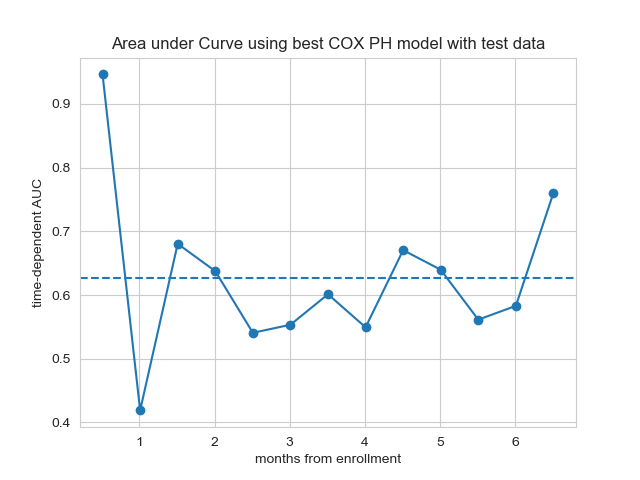 Area under Curve using best COX PH model with test data
time-dependent AUC
0.9
0.8
0.7
0.6
0.5
0.4
1 2 3 4 5 6
months from enrollment